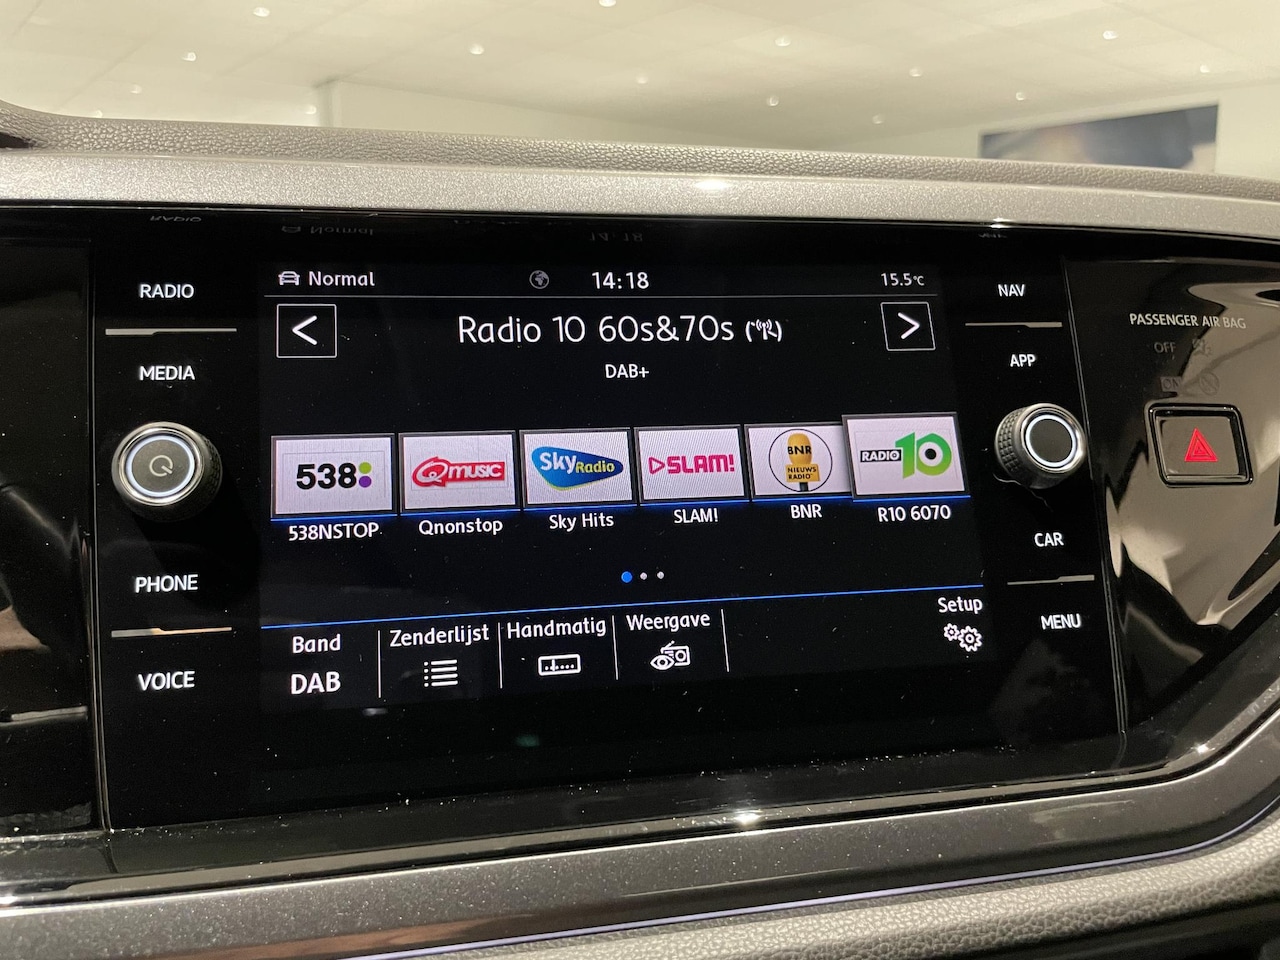 RADIO
MEDIA
PHONE
VOICE
Normal
14:18
15.5°C
<
Radio 10 60s&70s
>
DAB+
538
Qmusic
Sky Radio
SLAM!
BNR
NIEUWS
RADIO
RADIO 10
538NSTOP
Qnonstop
Sky Hits
SLAM!
BNR
R10 6070
Band
DAB
Zenderlijst
Handmatig
Weergave
Setup
NAV
APP
CAR
MENU
PASSENGER AIR BAG
OFF
ON